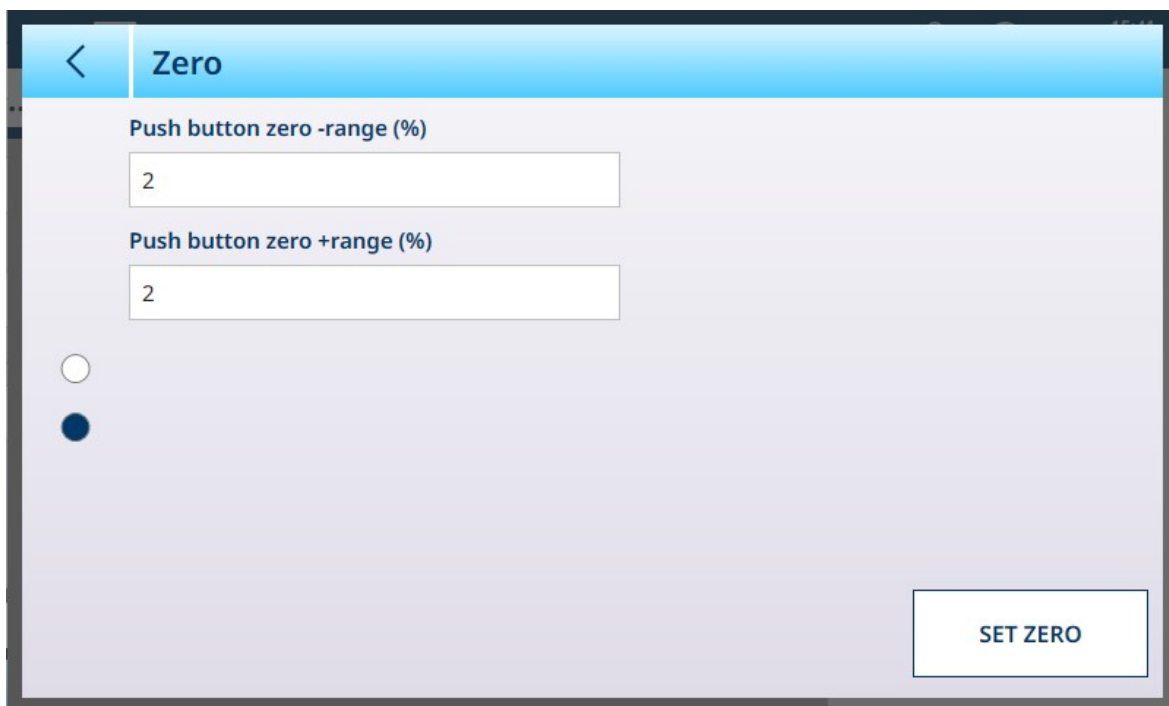 Zero
Push button zero -range (%)
2
Push button zero +range (%)
2
SET ZERO